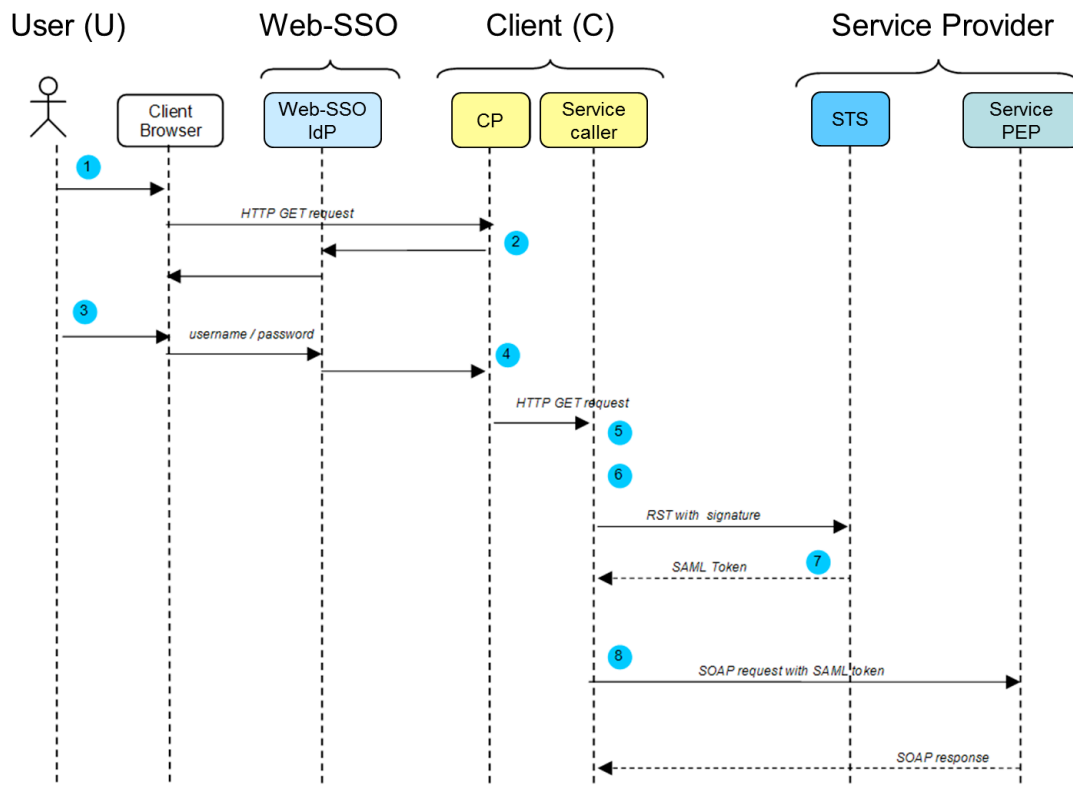 User (U)
Web-SSO
Client (C)
Service Provider
Client
Browser
Web-SSO
IdP
CP
Service
caller
STS
Service
PEP
1
HTTP GET request
2
3
username / password
4
HTTP GET request
5
6
RST with signature
7
SAML Token
8
SOAP request with SAML token
SOAP response